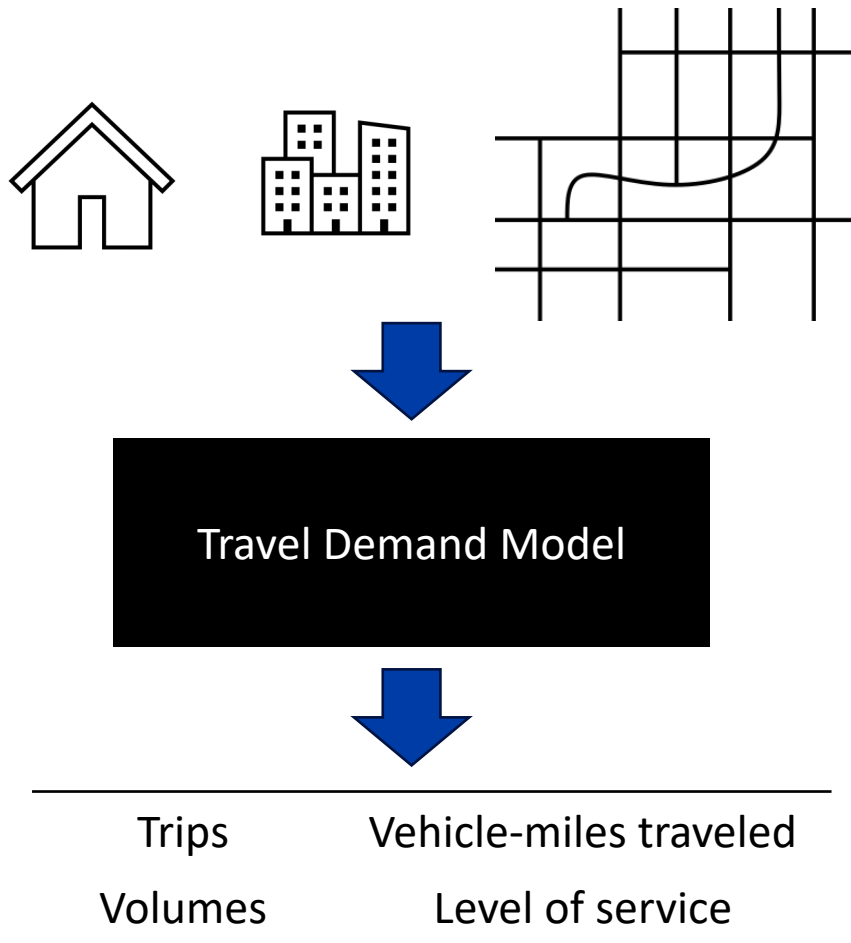 Travel Demand Model
Trips Vehicle-miles traveled
Volumes Level of service